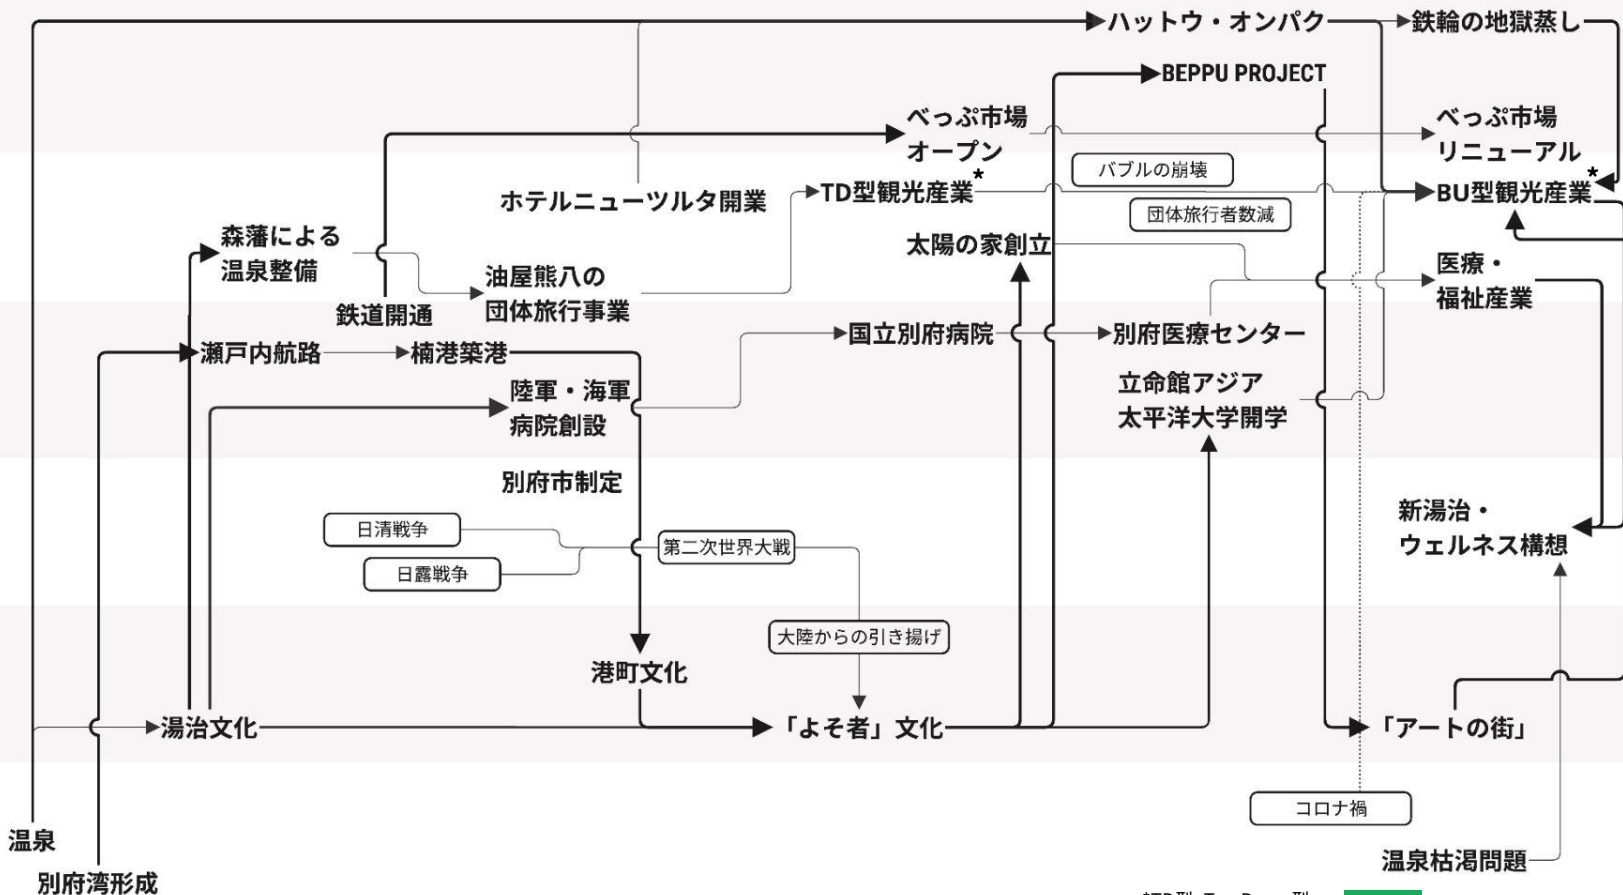 ハットウ・オンパク
鉄輪の地獄蒸し
BEPPU PROJECT
べっぷ市場
オープン
べっぷ市場
リニューアル
バブルの崩壊
ホテルニューツルタ開業
TD型観光産業*
BU型観光産業*
団体旅行者数減
森藩による
温泉整備
太陽の家創立
油屋熊八の
団体旅行事業
医療・
福祉産業
鉄道開通
瀬戸内航路
楠港築港
国立別府病院
別府医療センター
陸軍・海軍
病院創設
立命館アジア
太平洋大学開学
別府市制定
日清戦争
日露戦争
第二次世界大戦
新湯治・
ウェルネス構想
大陸からの引き揚げ
港町文化
湯治文化
「よそ者」文化
「アートの街」
コロナ禍
温泉
温泉枯渇問題
別府湾形成